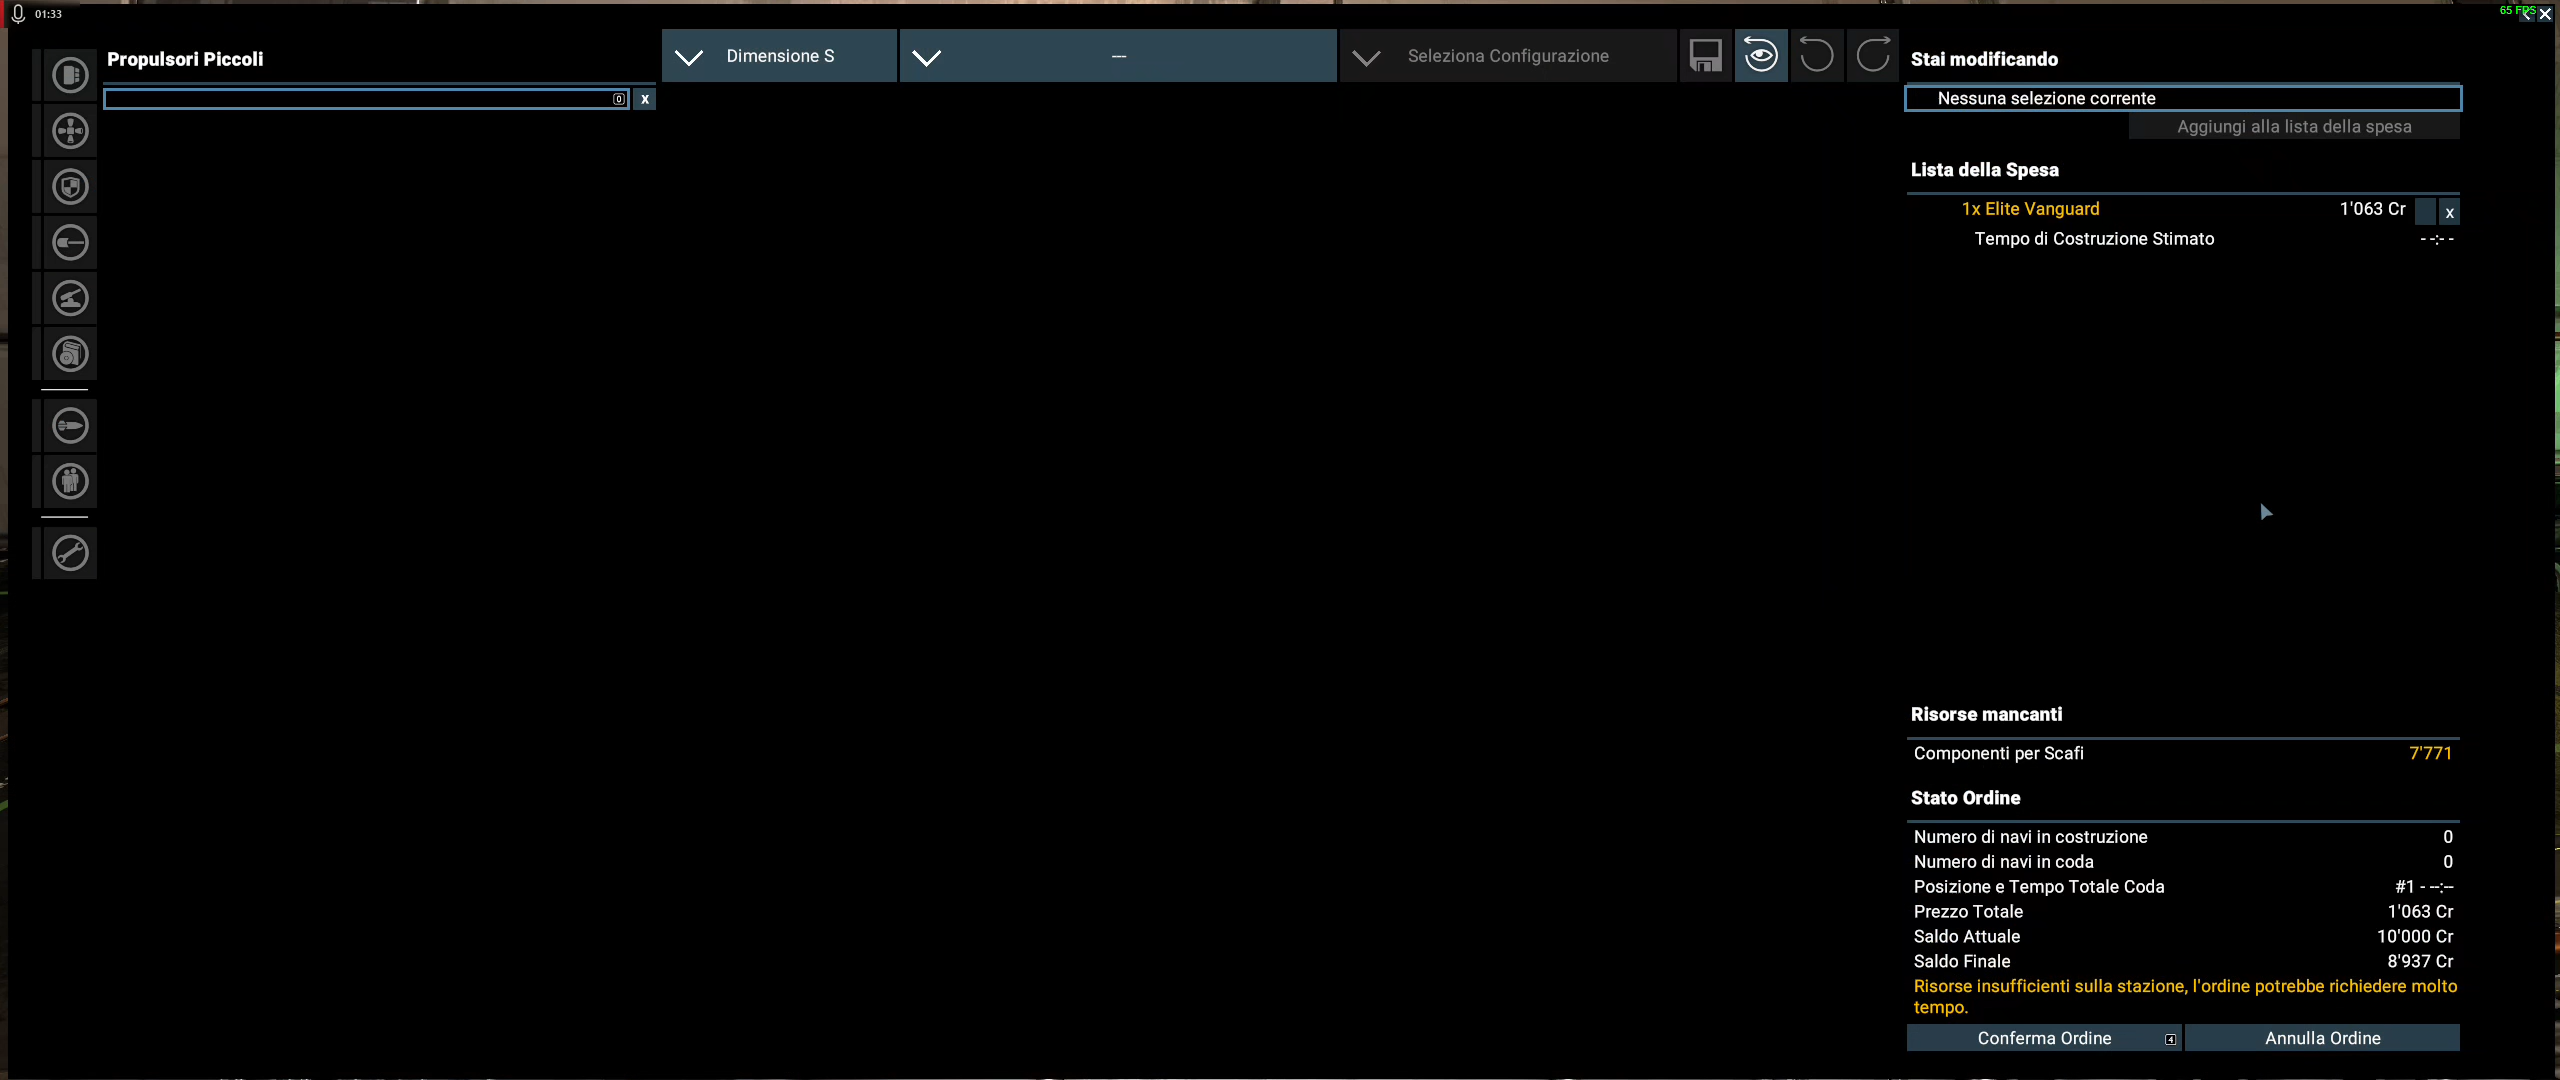 01:33
65 FPS
Propulsori Piccoli
Dimensione S
---
Seleziona Configurazione
0
x
Stai modificando
Nessuna selezione corrente
Aggiungi alla lista della spesa
Lista della Spesa
1x Elite Vanguard 1'063 Cr x
Tempo di Costruzione Stimato --:--
Risorse mancanti
Componenti per Scafi 7'771
Stato Ordine
Numero di navi in costruzione 0
Numero di navi in coda 0
Posizione e Tempo Totale Coda #1 - --:--
Prezzo Totale 1'063 Cr
Saldo Attuale 10'000 Cr
Saldo Finale 8'937 Cr
Risorse insufficienti sulla stazione, l'ordine potrebbe richiedere molto
tempo.
Conferma Ordine 4
Annulla Ordine